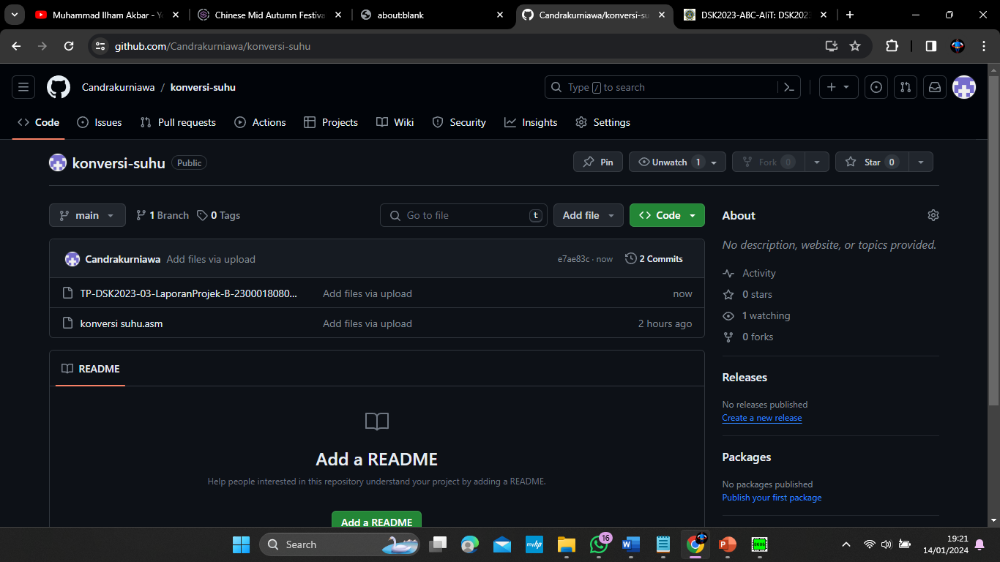 Muhammad Ilham Akbar - Yo
Chinese Mid Autumn Festiva
about:blank
Candrakurniawa/konversi-su
DSK2023-ABC-AliT: DSK2023
github.com/Candrakurniawa/konversi-suhu
Candrakurniawa / konversi-suhu
Type / to search
Code
Issues
Pull requests
Actions
Projects
Wiki
Security
Insights
Settings
konversi-suhu
Public
Pin
Unwatch 1
Fork 0
Star 0
main
1 Branch
0 Tags
Go to file
t
Add file
Code
About
No description, website, or topics provided.
Candrakurniawa Add files via upload
e7ae83c · now
2 Commits
TP-DSK2023-03-LaporanProjek-B-2300018080...
Add files via upload
now
konversi suhu.asm
Add files via upload
2 hours ago
Activity
0 stars
1 watching
0 forks
README
Releases
No releases published
Create a new release
Add a README
Help people interested in this repository understand your project by adding a README.
Add a README
Packages
No packages published
Publish your first package
Search
myhp
16
8086
19:21
14/01/2024